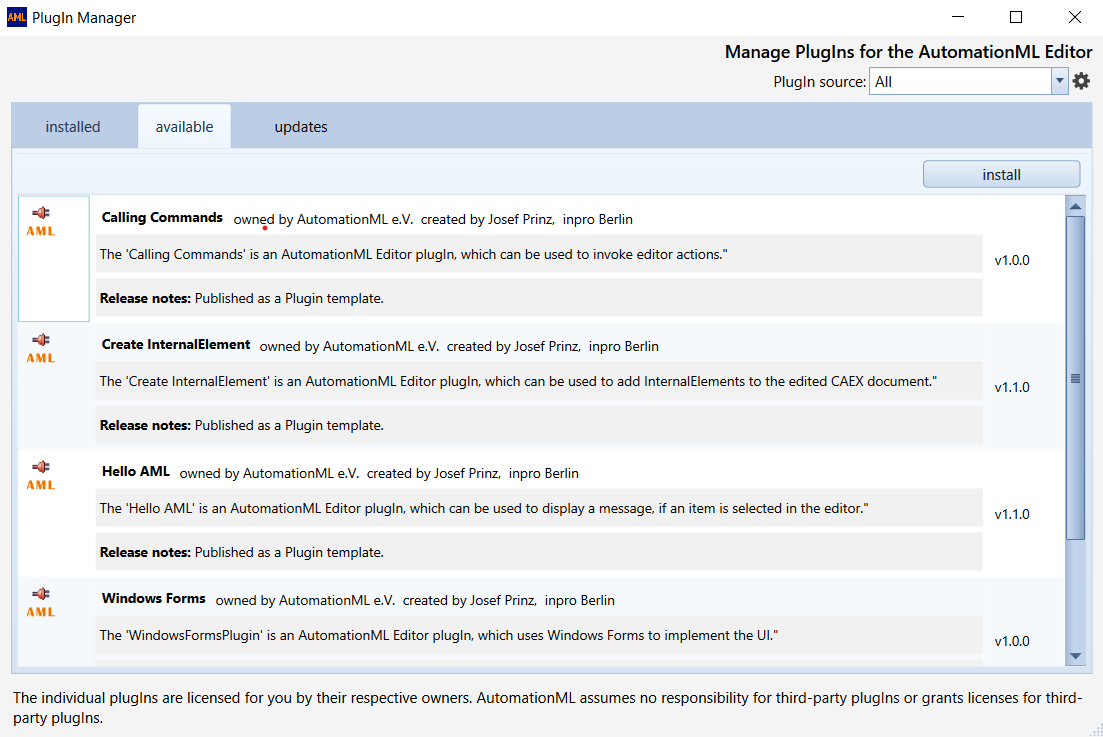 AML PlugIn Manager
Manage PlugIns for the AutomationML Editor
PlugIn source: All
installed available updates
install
AML
Calling Commands owned by AutomationML e.V. created by Josef Prinz, inpro Berlin
The 'Calling Commands' is an AutomationML Editor plugIn, which can be used to invoke editor actions."
v1.0.0
Release notes: Published as a Plugin template.
AML
Create InternalElement owned by AutomationML e.V. created by Josef Prinz, inpro Berlin
The 'Create InternalElement' is an AutomationML Editor plugIn, which can be used to add InternalElements to the edited CAEX document."
v1.1.0
Release notes: Published as a Plugin template.
AML
Hello AML owned by AutomationML e.V. created by Josef Prinz, inpro Berlin
The 'Hello AML' is an AutomationML Editor plugIn, which can be used to display a message, if an item is selected in the editor."
v1.1.0
Release notes: Published as a Plugin template.
AML
Windows Forms owned by AutomationML e.V. created by Josef Prinz, inpro Berlin
The 'WindowsFormsPlugin' is an AutomationML Editor plugIn, which uses Windows Forms to implement the UI."
v1.0.0
The individual plugIns are licensed for you by their respective owners. AutomationML assumes no responsibility for third-party plugIns or grants licenses for third-
party plugIns.